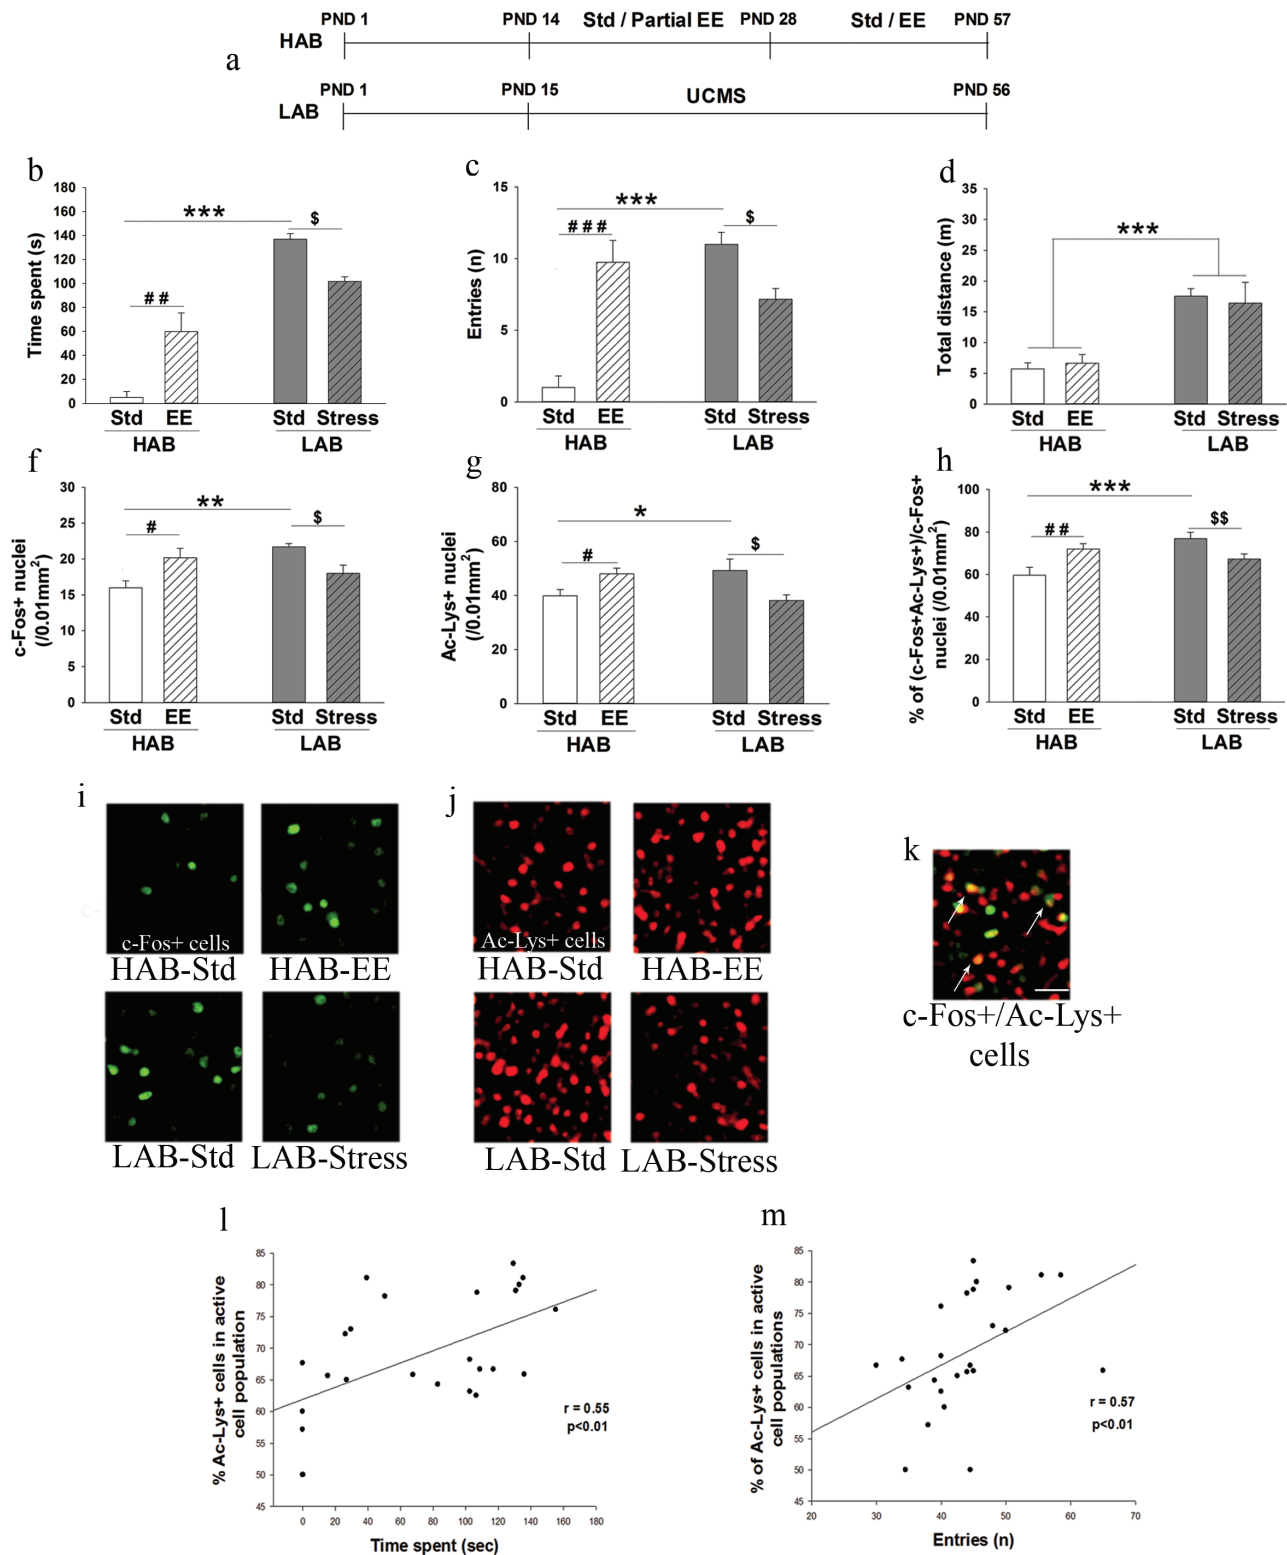 a
HAB
PND 1
PND 14
Std / Partial EE
PND 28
Std / EE
PND 57
LAB
PND 1
PND 15
UCMS
PND 56
b
Time spent (s)
180
160
140
120
100
80
60
40
20
0
# #
***
$
Std EE Std Stress
HAB LAB
c
Entries (n)
15
10
5
0
# # #
***
$
Std EE Std Stress
HAB LAB
d
Total distance (m)
35
30
25
20
15
10
5
0
***
Std EE Std Stress
HAB LAB
f
c-Fos+ nuclei
(/0.01mm²)
30
25
20
15
10
5
0
#
**
$
Std EE Std Stress
HAB LAB
g
Ac-Lys+ nuclei
(/0.01mm²)
80
60
40
20
0
#
*
$
Std EE Std Stress
HAB LAB
h
% of (c-Fos+Ac-Lys+)/c-Fos+
nuclei (/0.01mm²)
100
80
60
40
20
0
# #
***
$$
Std EE Std Stress
HAB LAB
i
c-Fos+ cells
HAB-Std HAB-EE
LAB-Std LAB-Stress
j
Ac-Lys+ cells
HAB-Std HAB-EE
LAB-Std LAB-Stress
k
c-Fos+/Ac-Lys+
cells
l
% Ac-Lys+ cells in active
cell population
85
80
75
70
65
60
55
50
45
r = 0.55
p<0.01
0 20 40 60 80 100 120 140 160 180
Time spent (sec)
m
% of Ac-Lys+ cells in active
cell populations
85
80
75
70
65
60
55
50
45
r = 0.57
p<0.01
20 30 40 50 60 70
Entries (n)